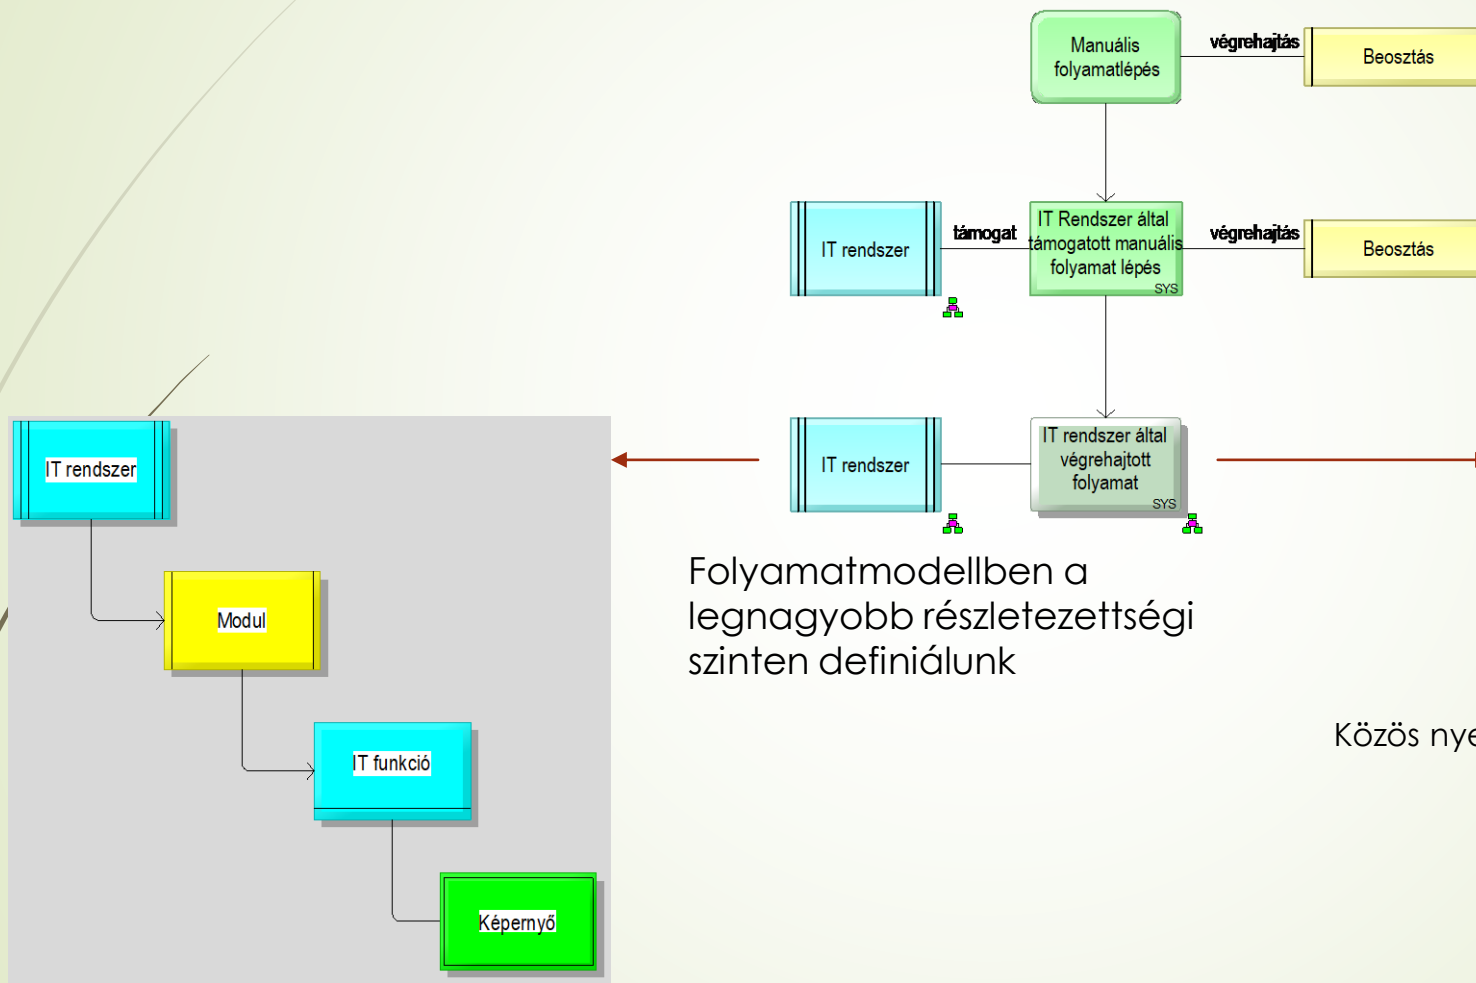 Manuális
folyamatlépés
végrehajtás
Beosztás
IT rendszer
támogat
IT Rendszer által
támogatott manuális
folyamat lépés
SYS
végrehajtás
Beosztás
IT rendszer
IT rendszer által
végrehajtott
folyamat
SYS
Folyamatmodellben a
legnagyobb részletezettségi
szinten definiálunk
IT rendszer
Modul
IT funkció
Képernyő
Közös